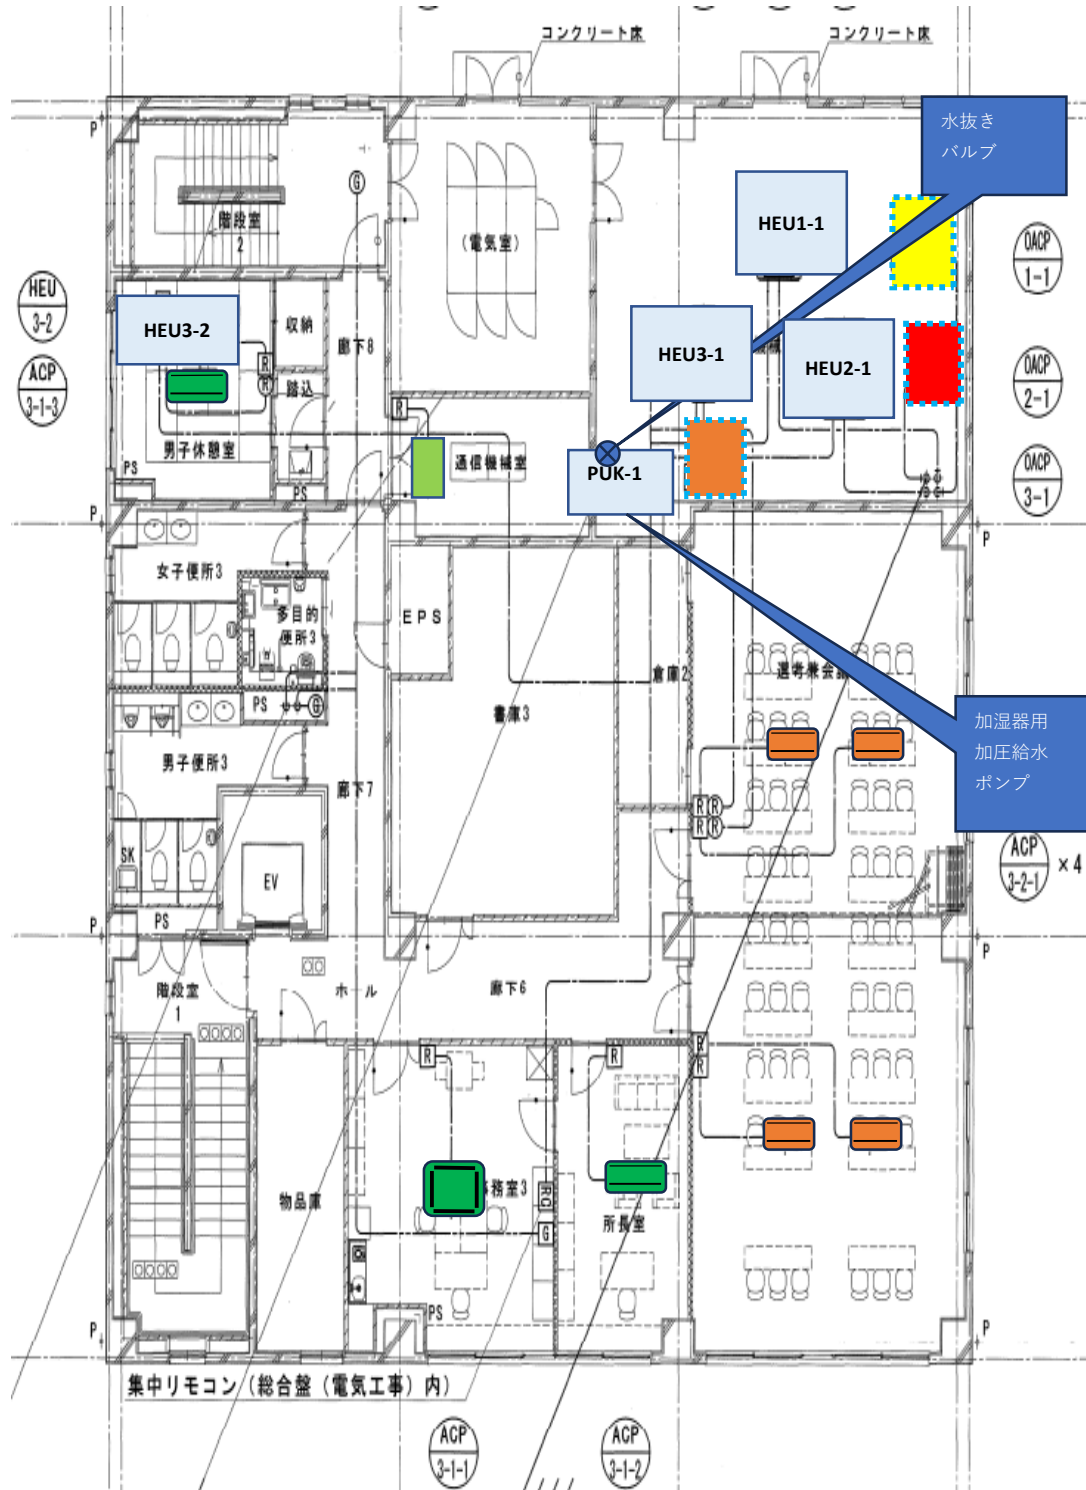 コンクリート床
コンクリート床
水抜き
バルブ
P
G
階段室
2
(電気室)
HEU1-1
OACP
1-1
HEU
3-2
HEU3-2
収納
廊下8
HEU3-1
HEU2-1
OACP
2-1
ACP
3-1-3
R
R
踏込
男子休憩室
R
通信機械室
PS
PS
PUK-1
OACP
3-1
P
P
女子便所3
多目的
便所3
EPS
倉庫2
選考兼会
PS
G
書庫3
加湿器用
加圧給水
ポンプ
男子便所3
廊下7
R
R
R
R
SK
EV
ACP
3-2-1
×4
PS
P
P
階段室
1
ホール
廊下6
R
R
R
R
物品庫
務室3
RC
G
所長室
PS
P
P
集中リモコン(総合盤(電気工事)内)
ACP
3-1-1
ACP
3-1-2